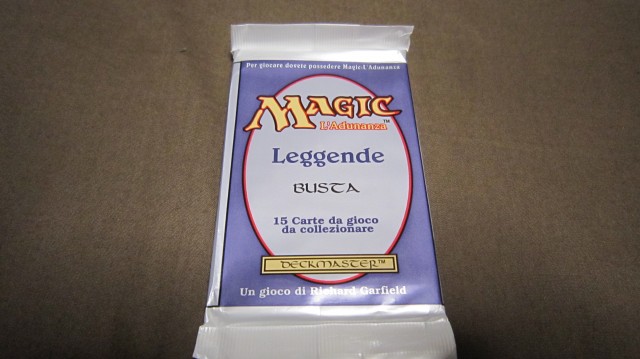 Per giocare dovete possedere Magic:L'Adunanza
MAGIC™
L'Adunanza
Leggende
BUSTA
15 Carte da gioco
da collezionare
DECKMASTER™
Un gioco di Richard Garfield